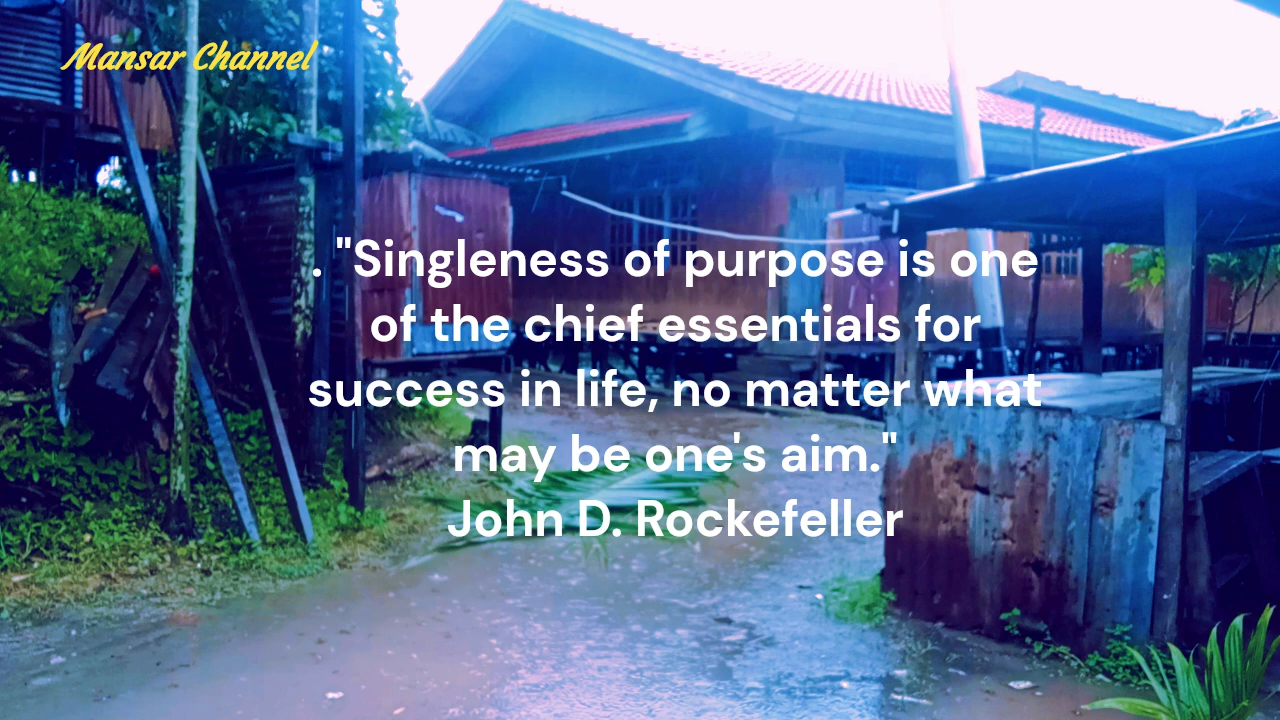 Mansar Channel
. "Singleness of purpose is one
of the chief essentials for
success in life, no matter what
may be one's aim."
John D. Rockefeller